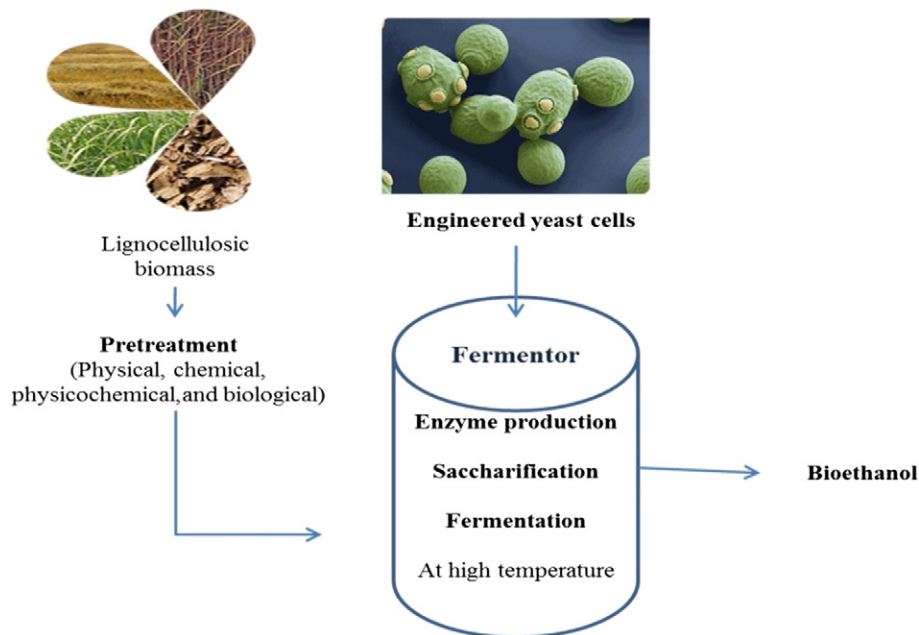 Lignocellulosic
biomass
Pretreatment
(Physical, chemical,
physicochemical,and biological)
Engineered yeast cells
Fermentor
Enzyme production
Saccharification
Fermentation
At high temperature
Bioethanol